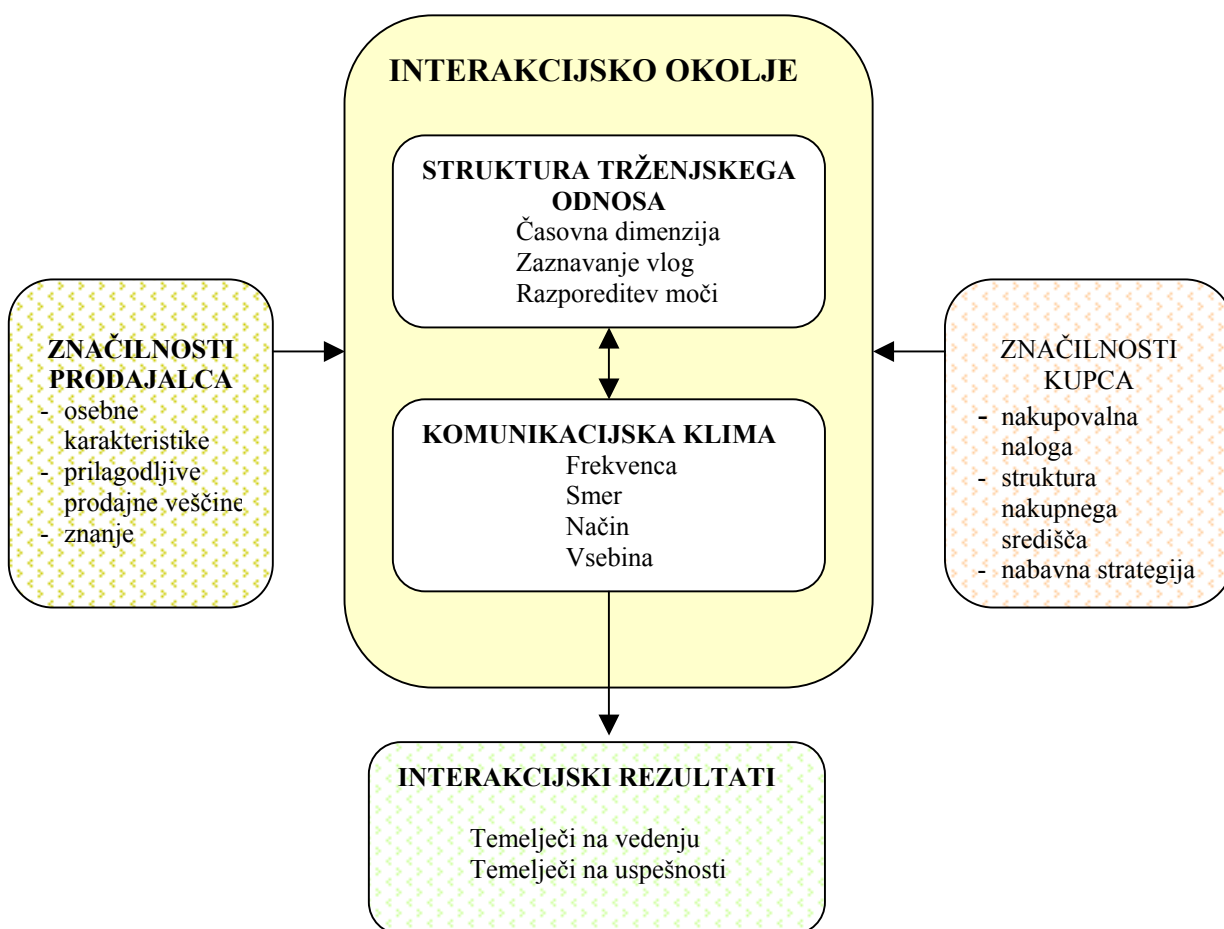 INTERAKCIJSKO OKOLJE
STRUKTURA TRŽENJSKEGA
ODNOSA
Časovna dimenzija
Zaznavanje vlog
Razporeditev moči
ZNAČILNOSTI
PRODAJALCA
- osebne
karakteristike
- prilagodljive
prodajne veščine
- znanje
KOMUNIKACIJSKA KLIMA
Frekvenca
Smer
Način
Vsebina
ZNAČILNOSTI
KUPCA
- nakupovalna
naloga
- struktura
nakupnega
središča
- nabavna strategija
INTERAKCIJSKI REZULTATI
Temelječi na vedenju
Temelječi na uspešnosti